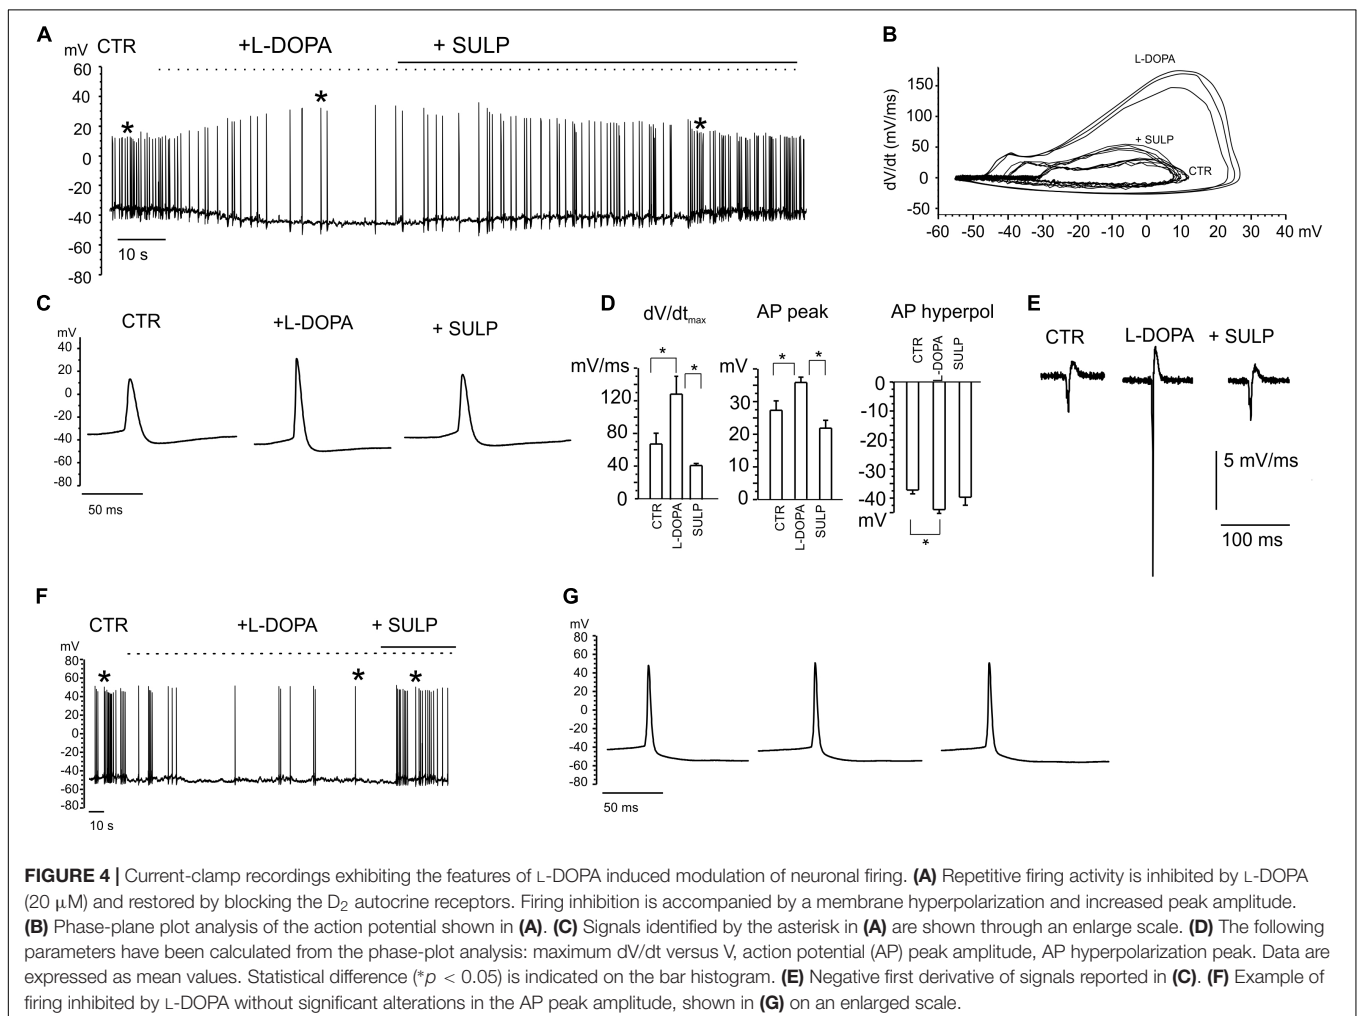 A
mV CTR +L-DOPA + SULP
60
40
20
0
-20
-40
-60
-80
* * *
10 s
B
dV/dt (mV/ms)
150
100
50
0
-50
L-DOPA
+ SULP
CTR
-60 -50 -40 -30 -20 -10 0 10 20 30 40 mV
C
mV
CTR +L-DOPA + SULP
40
20
0
-20
-40
-60
-80
50 ms
D
dV/dtmax
mV/ms
120
80
40
0
* *
CTR
L-DOPA
SULP
AP peak
mV
30
20
10
0
* *
CTR
L-DOPA
SULP
AP hyperpol
CTR
L-DOPA
SULP
0
-10
-20
-30
-40
mV
*
E
CTR L-DOPA + SULP
5 mV/ms
100 ms
F
CTR +L-DOPA + SULP
mV
80
60
40
20
0
-20
-40
-60
-80
* * *
10 s
G
mV
80
60
40
20
0
-20
-40
-60
-80
50 ms
FIGURE 4 | Current-clamp recordings exhibiting the features of L-DOPA induced modulation of neuronal firing. (A) Repetitive firing activity is inhibited by L-DOPA
(20 μM) and restored by blocking the D2 autocrine receptors. Firing inhibition is accompanied by a membrane hyperpolarization and increased peak amplitude.
(B) Phase-plane plot analysis of the action potential shown in (A). (C) Signals identified by the asterisk in (A) are shown through an enlarge scale. (D) The following
parameters have been calculated from the phase-plot analysis: maximum dV/dt versus V, action potential (AP) peak amplitude, AP hyperpolarization peak. Data are
expressed as mean values. Statistical difference (*p < 0.05) is indicated on the bar histogram. (E) Negative first derivative of signals reported in (C). (F) Example of
firing inhibited by L-DOPA without significant alterations in the AP peak amplitude, shown in (G) on an enlarged scale.